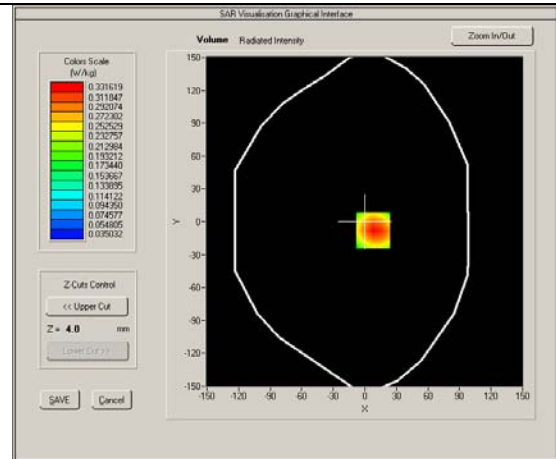 SAR Visualisation Graphical Interface
Volume Radiated Intensity
Zoom In/Out
Colors Scale
(W/kg)
0.331619
0.311847
0.292074
0.272302
0.252529
0.232757
0.212984
0.193212
0.173440
0.153667
0.133895
0.114122
0.094350
0.074577
0.054805
0.035032
Z-Cuts Control
<< Upper Cut
Z = 4.0 mm
Lower Cut >>
SAVE Cancel
150
120
90
60
30
0
-30
-60
-90
-120
-150
Y
-150 -120 -90 -60 -30 0 30 60 90 120 150
X